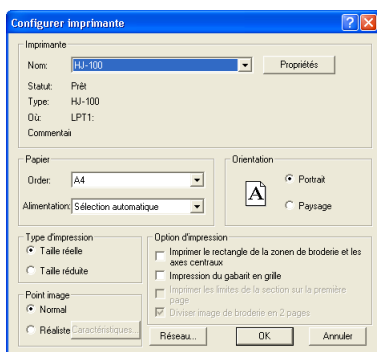 Configurer imprimante
Imprimante
Nom: HJ-100 Propriétés
Statut: Prêt
Type: HJ-100
Où: LPT1:
Commentai
Papier
Order: A4
Alimentation: Sélection automatique
Orientation
A
Portrait
Paysage
Type d'impression
Taille réelle
Taille réduite
Point image
Normal
Réaliste Caractéristiques...
Option d'impression
Imprimer le rectangle de la zonen de broderie et les
axes centraux
Impression du gabarit en grille
Imprimer les limites de la section sur la première
page
Diviser image de broderie en 2 pages
Réseau... OK Annuler